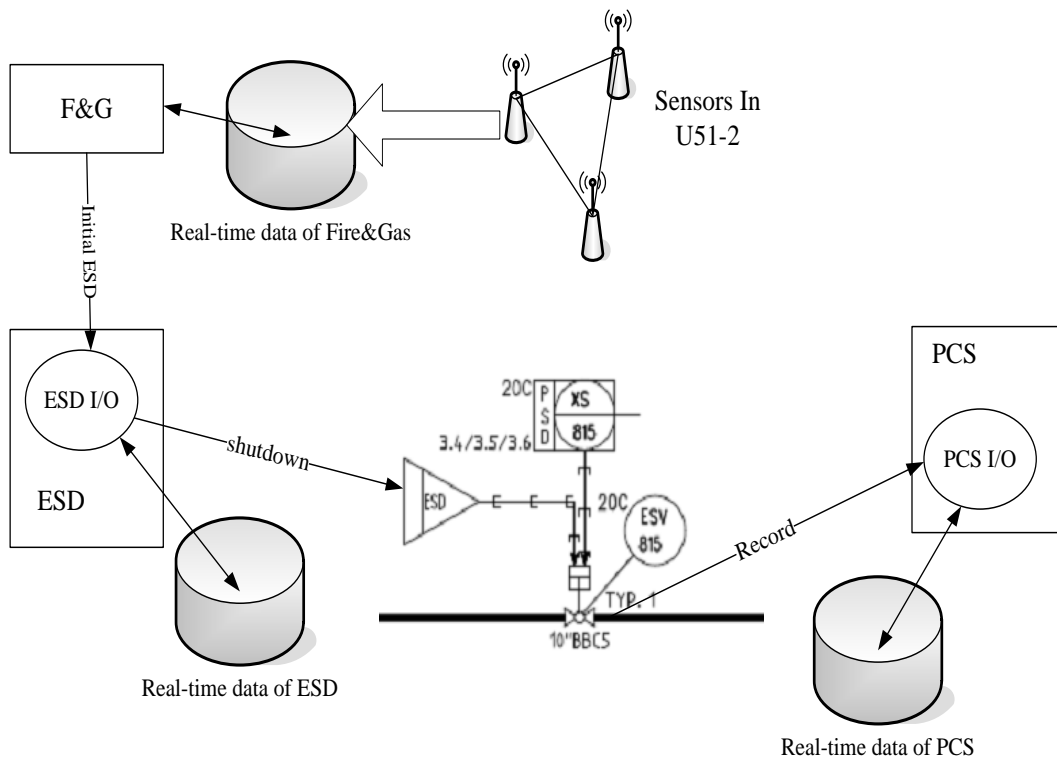 F&G
Sensors In
U51-2
Real-time data of Fire&Gas
Initial ESD
ESD I/O
ESD
shutdown
Real-time data of ESD
20C
P
S
D
XS
815
3.4/3.5/3.6
ESD
E
E
E
20C
ESV
815
TYP. 1
10"BBC5
Record
PCS
PCS I/O
Real-time data of PCS